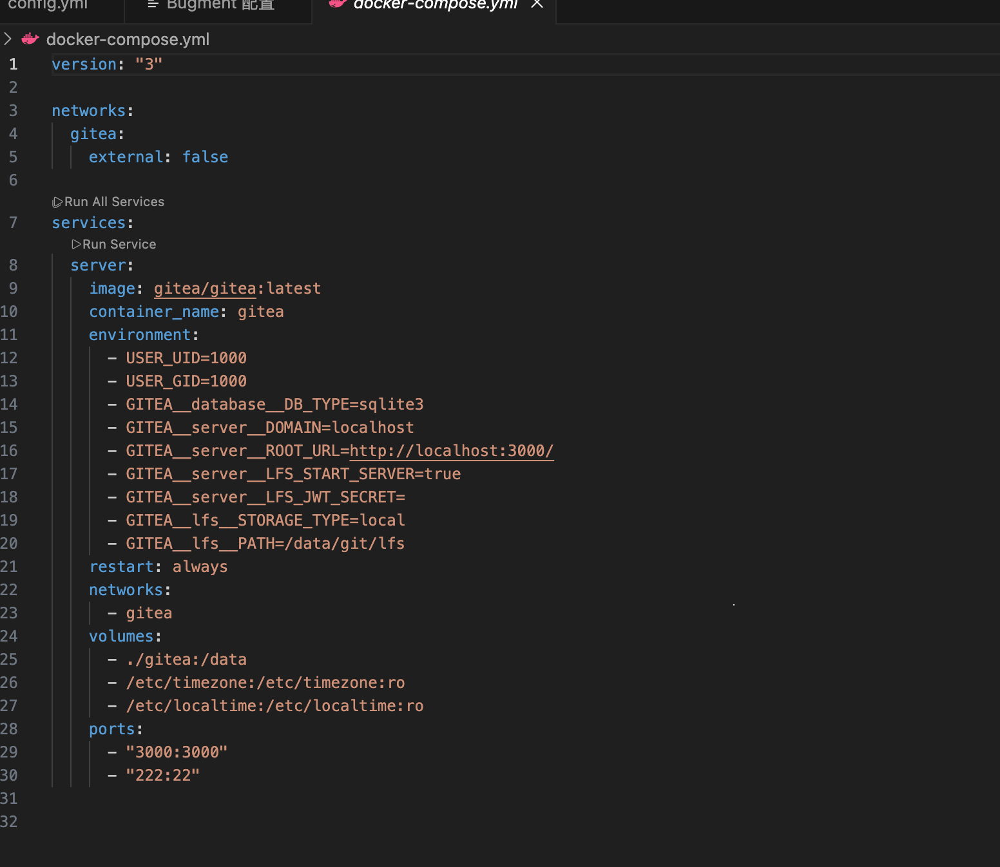 config.yml Bugment 配置 docker-compose.yml
docker-compose.yml
1 version: "3"
2
3 networks:
4   gitea:
5     external: false
6
Run All Services
7 services:
Run Service
8   server:
9     image: gitea/gitea:latest
10     container_name: gitea
11     environment:
12       - USER_UID=1000
13       - USER_GID=1000
14       - GITEA__database__DB_TYPE=sqlite3
15       - GITEA__server__DOMAIN=localhost
16       - GITEA__server__ROOT_URL=http://localhost:3000/
17       - GITEA__server__LFS_START_SERVER=true
18       - GITEA__server__LFS_JWT_SECRET=
19       - GITEA__lfs__STORAGE_TYPE=local
20       - GITEA__lfs__PATH=/data/git/lfs
21     restart: always
22     networks:
23       - gitea
24     volumes:
25       - ./gitea:/data
26       - /etc/timezone:/etc/timezone:ro
27       - /etc/localtime:/etc/localtime:ro
28     ports:
29       - "3000:3000"
30       - "222:22"
31
32